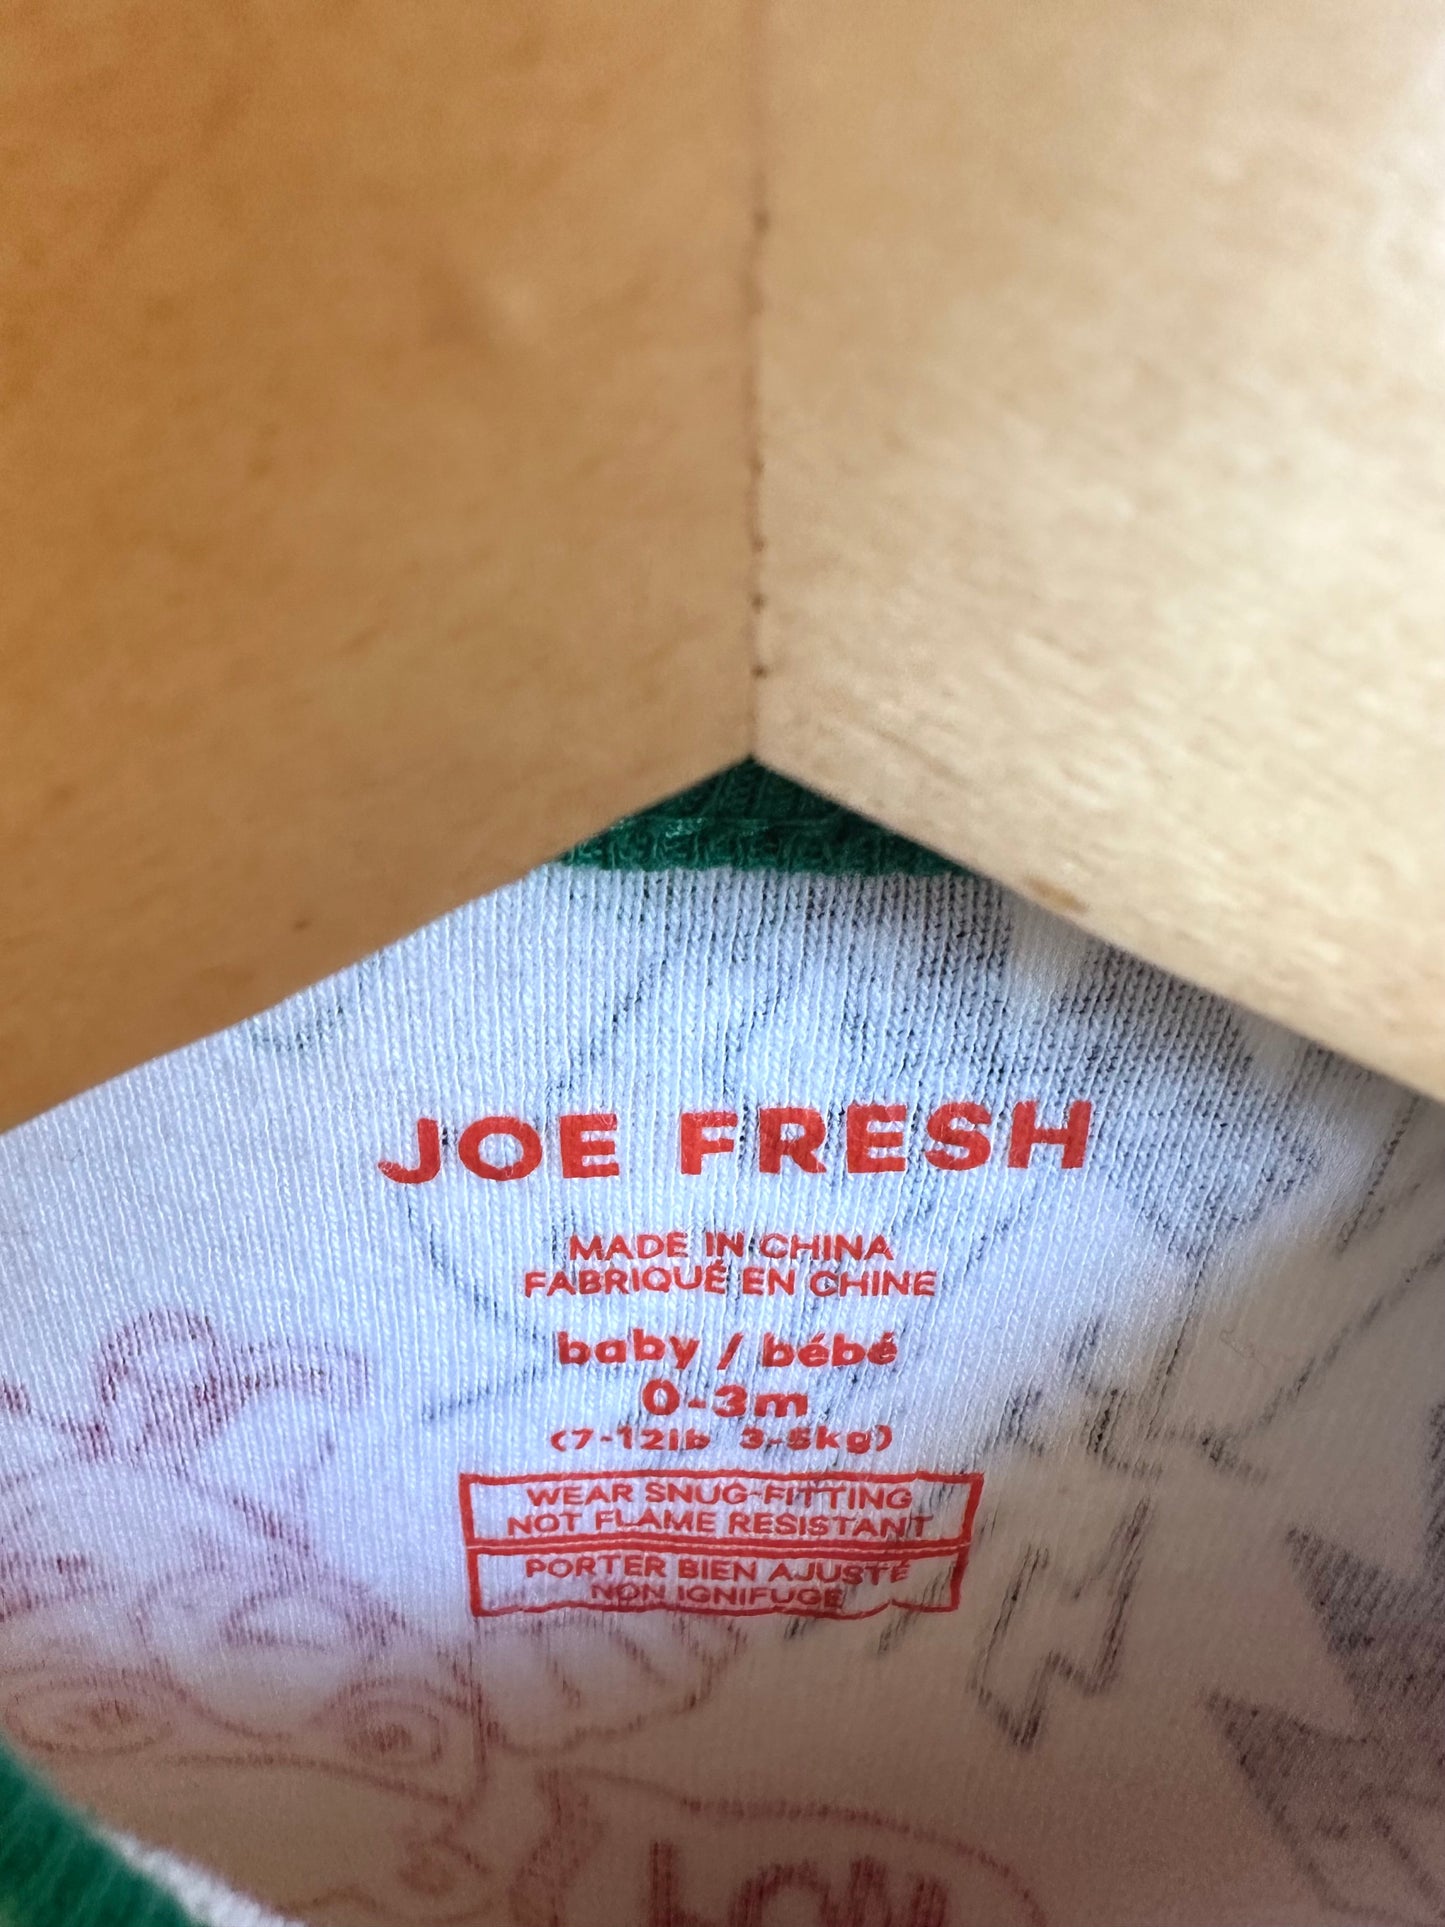 JOE FRESH
MADE IN CHINA
FABRIQUÉ EN CHINE
baby / bébé
0-3m
(7-12lb 3-5kg)
WEAR SNUG-FITTING
NOT FLAME RESISTANT
PORTER BIEN AJUSTÉ
NON IGNIFUGE